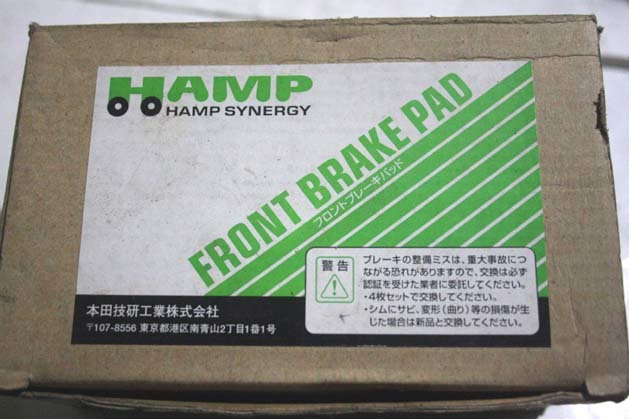 HAMP
HAMP SYNERGY
FRONT BRAKE PAD
フロントブレーキパッド
警告
ブレーキの整備ミスは、重大事故につ
ながる恐れがありますので、交換は必ず
認証を受けた業者に委託してください。
・4枚セットで交換してください。
・シムにサビ、変形(曲り)等の損傷が生
じた場合は新品と交換してください。
本田技研工業株式会社
〒107-8556 東京都港区南青山2丁目1番1号